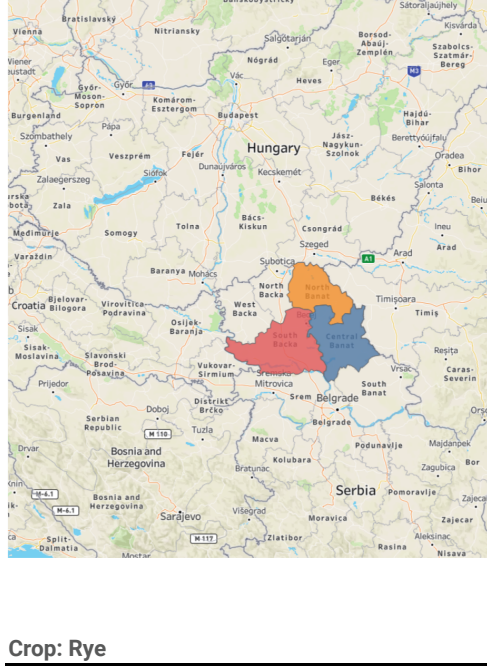 Sátoraljaújhely
Bratislavský
Vienna
Nitriansky
Kisvárda
Salgótarján
Borsod-
Abaúj-
Zemplén
Szabolcs-
Szatmár-
Bereg
Wiener
Neustadt
Nógrád
Eger
Vác
Heves
M3
Győr-
Moson-
Sopron
Győr
Komárom-
Esztergom
Burgenland
Budapest
Hajdú-
Bihar
Szombathely
Pápa
Jász-
Nagykun-
Szolnok
Berettyóújfalu
Hungary
Vas
Veszprém
Fejér
Oradea
Dunaújváros
Kecskemét
Bihor
Zalaegerszeg
Siófok
Salonta
Zala
Békés
Bács-
Kiskun
Tolna
Ineu
Međimurje
Somogy
Csongrád
Varaždin
Szeged
Arad
Arad
A1
Subotica
Baranya
Mohács
North
Backa
North
Banat
Timișoara
Croatia
Bjelovar-
Bilogora
Virovitica-
Podravina
West
Backa
Timiș
Osijek-
Baranja
Sisak
South
Backa
Central
Banat
Sisak-
Moslavina
Slavonski
Brod-
Posavina
Reșița
Vukovar-
Sirmium
Vrsac
Caras-
Severin
Sremska
Mitrovica
South
Banat
Prijedor
Srem
Belgrade
Distrikt
Brčko
Doboj
Serbian
Republic
Belgrade
M 110
Tuzla
Macva
Podunavlje
Majdanpek
Drvar
Bosnia and
Herzegovina
Kolubara
Bor
Bratunac
Zagubica
Serbia
Pomoravlje
M-6.1
Bosnia and
Herzegovina
M-6.1
Višegrad
Moravica
Zajecar
Sarajevo
Split-
Dalmatia
M-117
Zlatibor
Aleksinac
Rasina
Nisava
Mostar
Crop: Rye